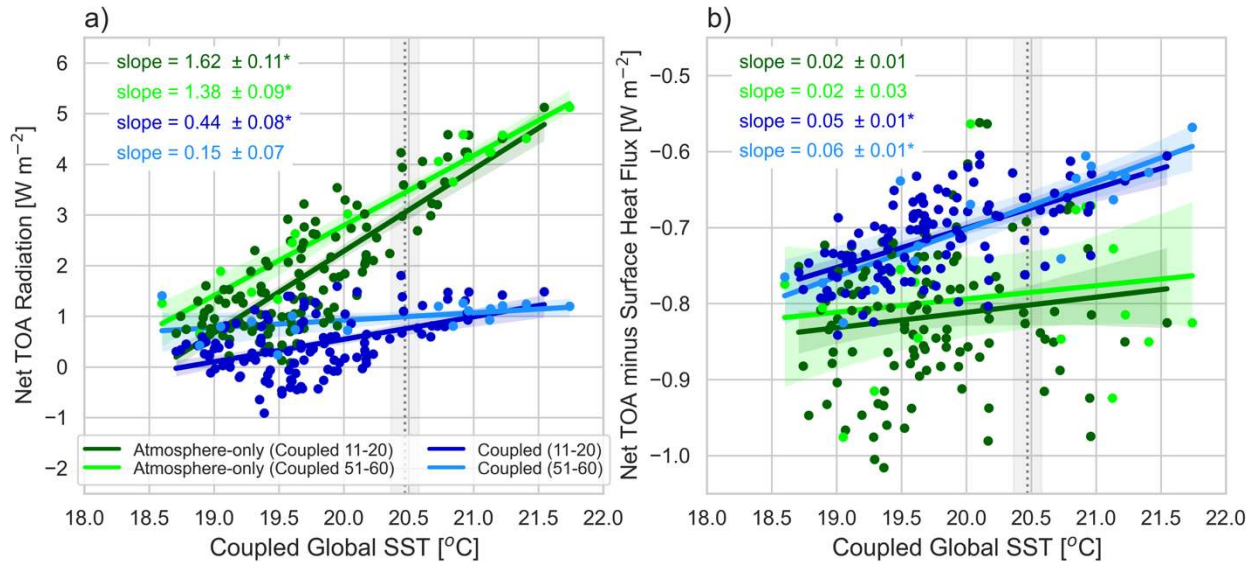 a)
slope = 1.62 ± 0.11*
slope = 1.38 ± 0.09*
slope = 0.44 ± 0.08*
slope = 0.15 ± 0.07
Net TOA Radiation [W m−2]
6
5
4
3
2
1
0
−1
−2
Atmosphere-only (Coupled 11-20)
Atmosphere-only (Coupled 51-60)
Coupled (11-20)
Coupled (51-60)
18.0 18.5 19.0 19.5 20.0 20.5 21.0 21.5 22.0
Coupled Global SST [°C]
b)
slope = 0.02 ± 0.01
slope = 0.02 ± 0.03
slope = 0.05 ± 0.01*
slope = 0.06 ± 0.01*
Net TOA minus Surface Heat Flux [W m−2]
−0.5
−0.6
−0.7
−0.8
−0.9
−1.0
18.0 18.5 19.0 19.5 20.0 20.5 21.0 21.5 22.0
Coupled Global SST [°C]